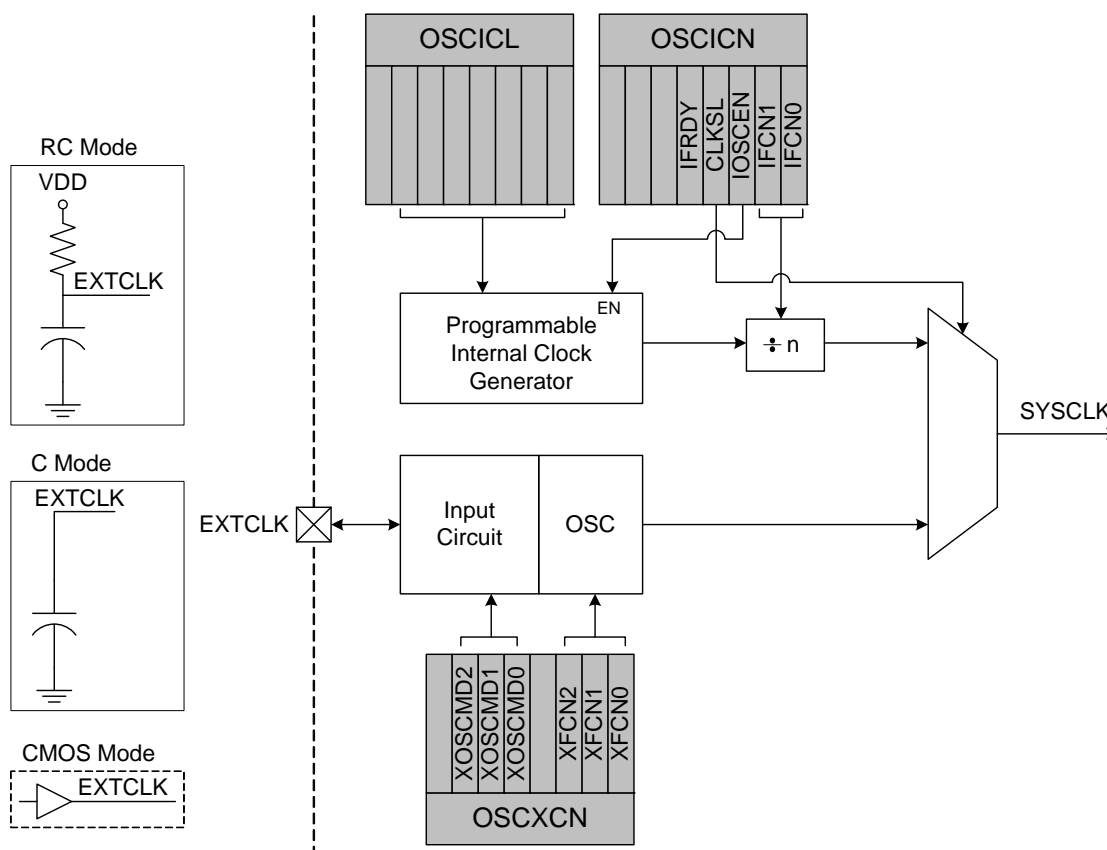 OSCICL
OSCICN
IFRDY
CLKSL
IOSCEN
IFCN1
IFCN0
RC Mode
VDD
EXTCLK
EN
Programmable
Internal Clock
Generator
÷ n
SYSCLK
C Mode
EXTCLK
EXTCLK
Input
Circuit
OSC
XOSCMD2
XOSCMD1
XOSCMD0
XFCN2
XFCN1
XFCN0
OSCXCN
CMOS Mode
EXTCLK